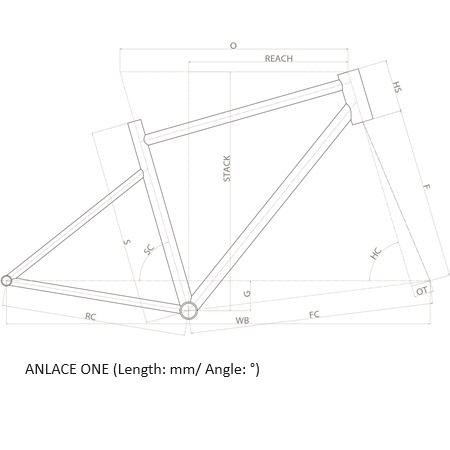 O
REACH
HS
STACK
F
S
SC
HC
G
OT
RC
WB
FC
ANLACE ONE (Length: mm/ Angle: °)